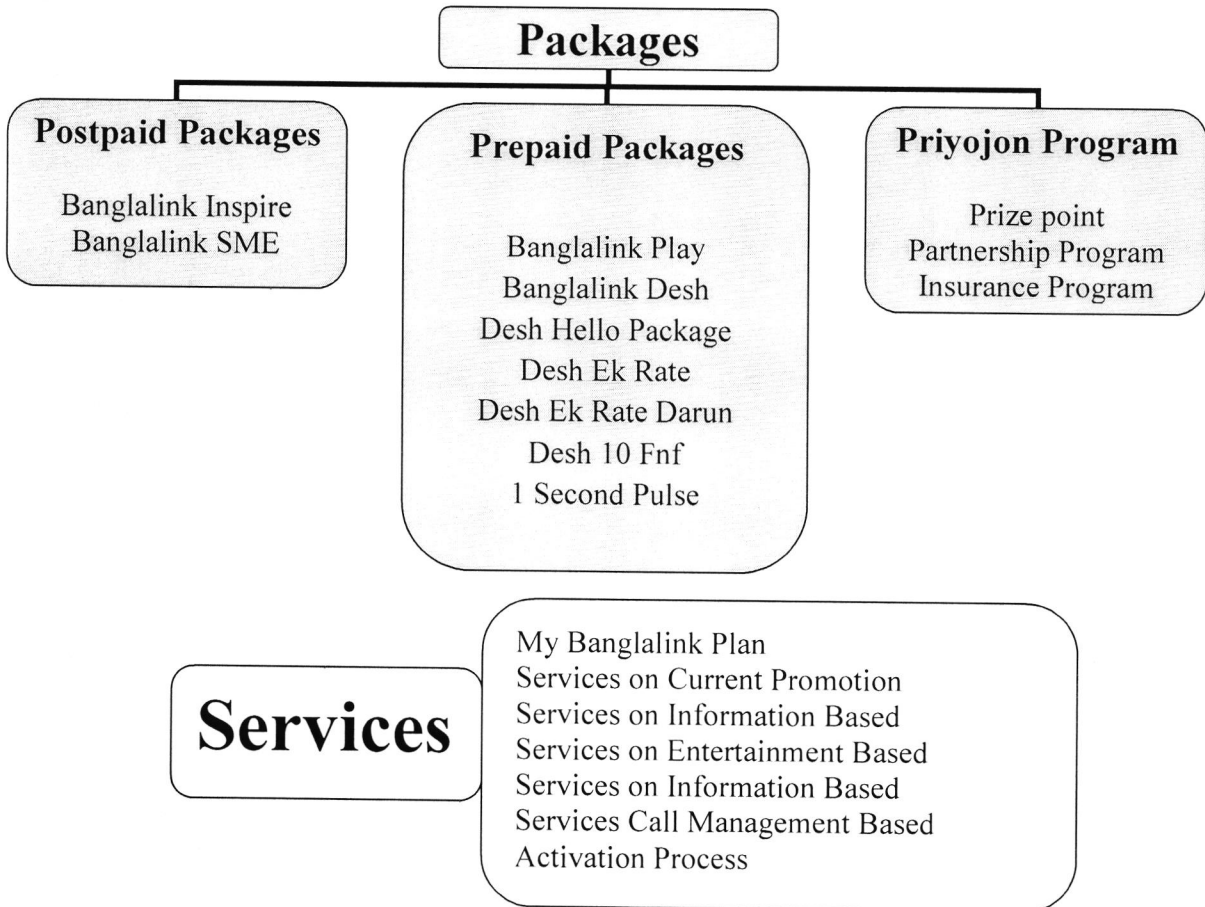 Packages
Postpaid Packages
Banglalink Inspire
Banglalink SME
Prepaid Packages
Banglalink Play
Banglalink Desh
Desh Hello Package
Desh Ek Rate
Desh Ek Rate Darun
Desh 10 Fnf
1 Second Pulse
Priyojon Program
Prize point
Partnership Program
Insurance Program
Services
My Banglalink Plan
Services on Current Promotion
Services on Information Based
Services on Entertainment Based
Services on Information Based
Services Call Management Based
Activation Process